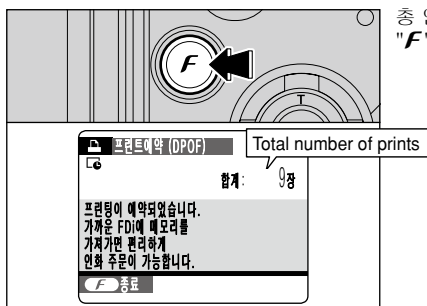 총
"F"
F
T
프린트예약 (DPOF)
Total number of prints
합계: 9장
프린팅이 예약되었습니다.
가까운 FDi에 메모리를
가져가면 편리하게
인화 주문이 가능합니다.
F 종료